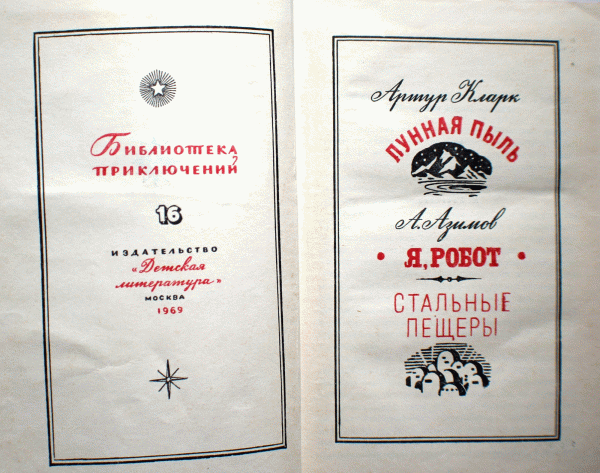 Библиотека
приключений
16
ИЗДАТЕЛЬСТВО
«Детская
литература»
МОСКВА
1969
Артур Кларк
ЛУННАЯ ПЫЛЬ
А. Азимов
Я, РОБОТ
СТАЛЬНЫЕ
ПЕЩЕРЫ